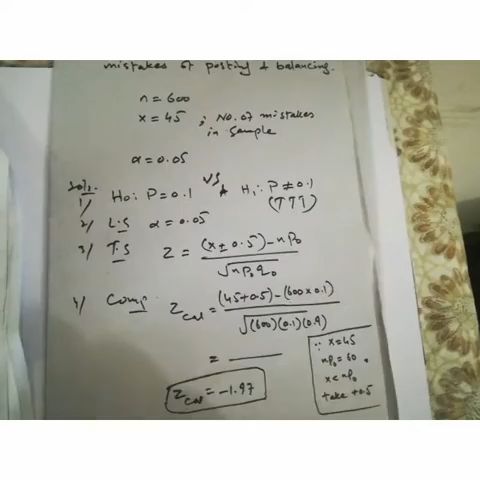 mistakes of posting & balancing.
n = 600
x = 45 ; No. of mistakes
in sample
α = 0.05
Soln.
1) H₀: P = 0.1 vs H₁: P ≠ 0.1
(TTT)
2) L.S α = 0.05
3) T.S Z = (x ± 0.5) - nP₀ / √nP₀q₀
4) Comp Zcal = (45+0.5) - (600×0.1) / √(600)(0.1)(0.9)
= ______
Zcal = -1.97
∵ x = 45
nP₀ = 60.
x < nP₀
take +0.5